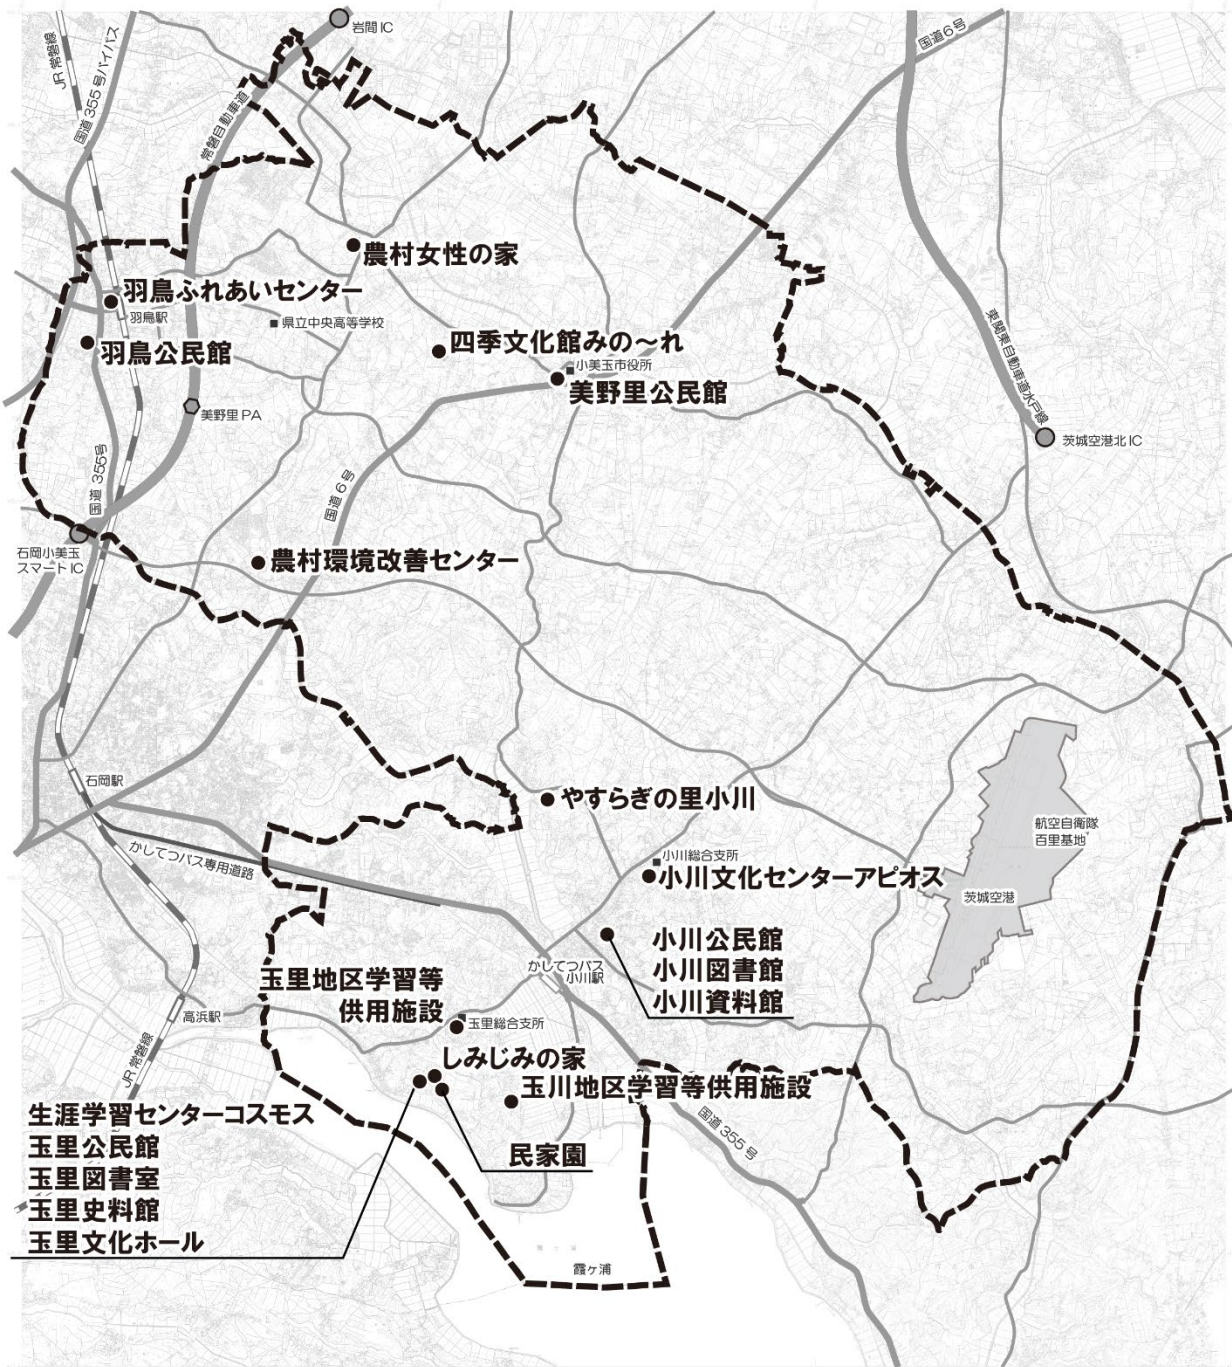 岩間IC
国道6号
JR常磐線
国道355号バイパス
常磐自動車道
農村女性の家
羽鳥ふれあいセンター
羽鳥駅
県立中央高等学校
羽鳥公民館
四季文化館みの~れ
小美玉市役所
美野里公民館
東関東自動車道水戸線
美野里PA
茨城空港北IC
国道355号
国道6号
石岡小美玉
スマートIC
農村環境改善センター
石岡駅
やすらぎの里小川
航空自衛隊
百里基地
かしてつバス専用道路
小川総合支所
小川文化センターアピオス
茨城空港
小川公民館
小川図書館
小川資料館
かしてつバス
小川駅
玉里地区学習等
供用施設
高浜駅
玉里総合支所
JR常磐線
しみじみの家
玉川地区学習等供用施設
生涯学習センターコスモス
玉里公民館
玉里図書室
玉里史料館
玉里文化ホール
民家園
国道355号
霞ヶ浦